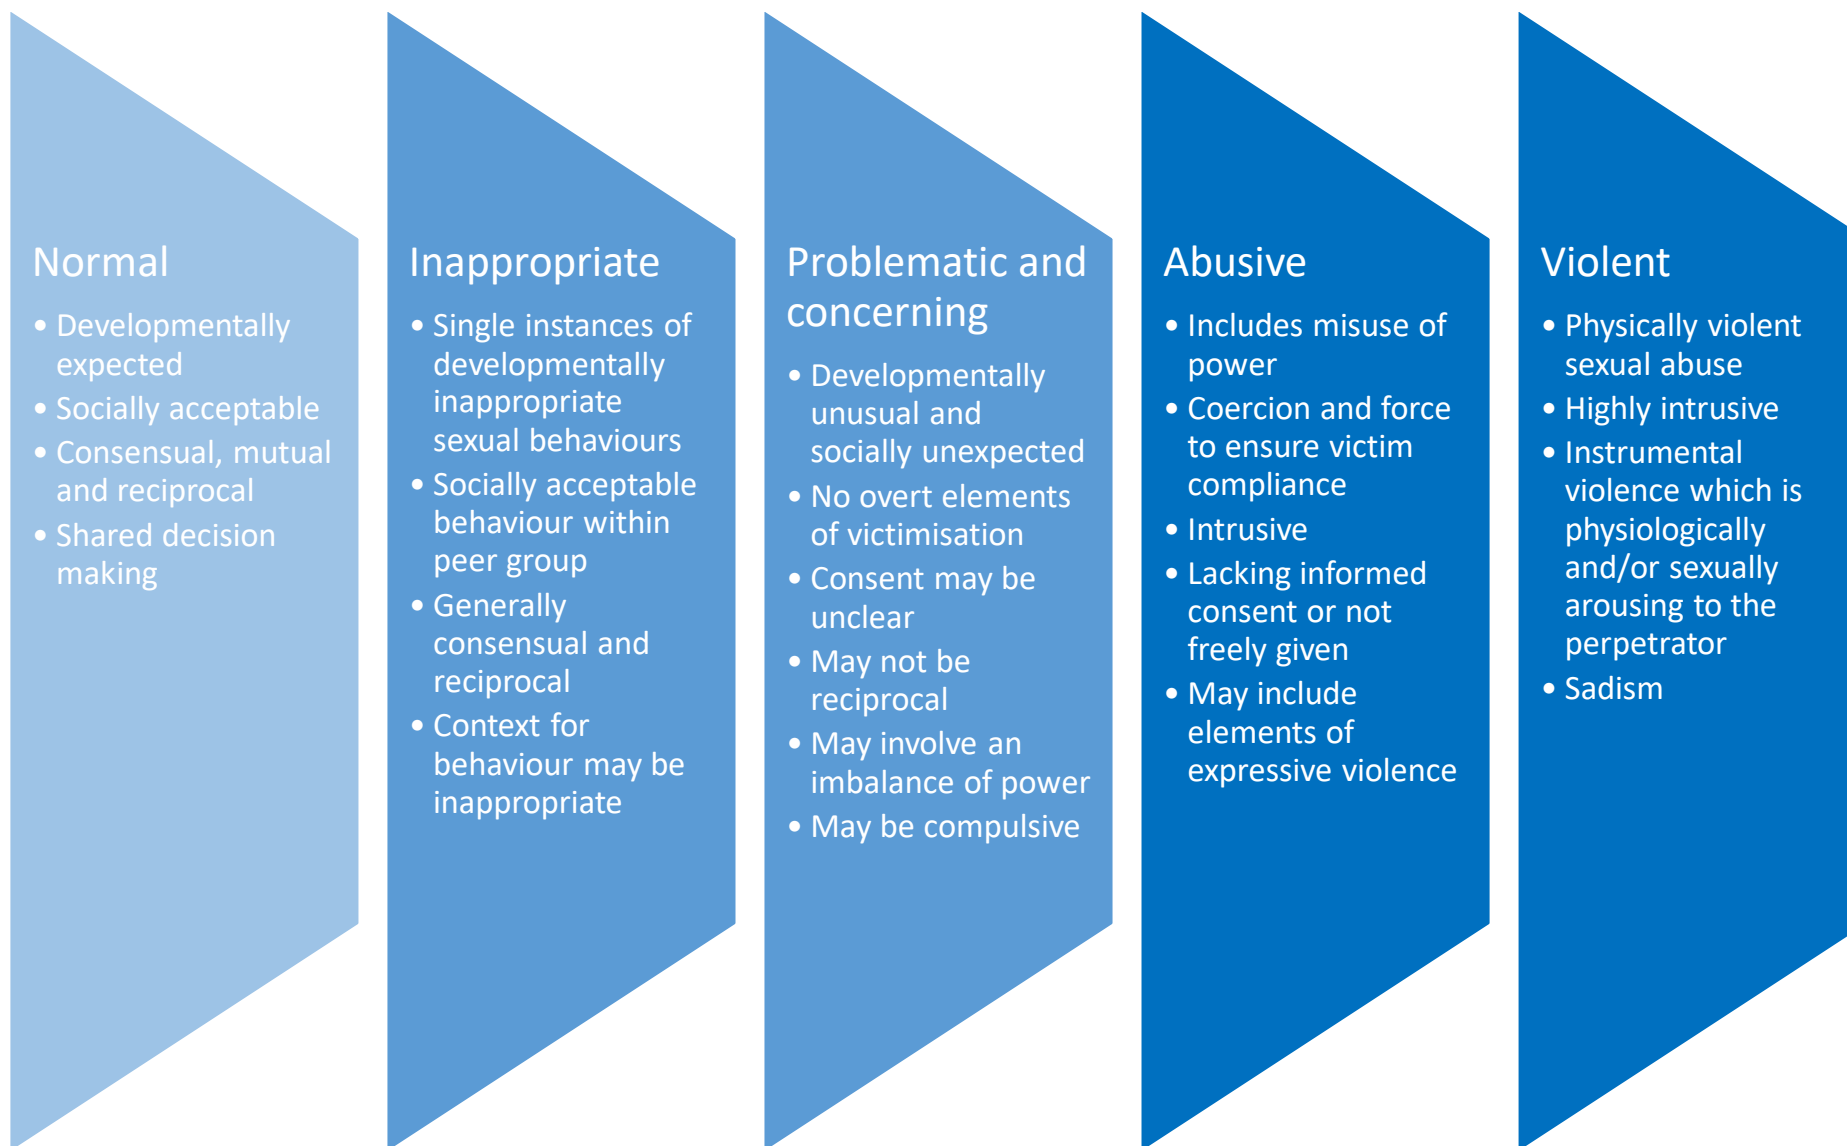 Normal
• Developmentally
expected
• Socially acceptable
• Consensual, mutual
and reciprocal
• Shared decision
making
Inappropriate
• Single instances of
developmentally
inappropriate
sexual behaviours
• Socially acceptable
behaviour within
peer group
• Generally
consensual and
reciprocal
• Context for
behaviour may be
inappropriate
Problematic and
concerning
• Developmentally
unusual and
socially unexpected
• No overt elements
of victimisation
• Consent may be
unclear
• May not be
reciprocal
• May involve an
imbalance of power
• May be compulsive
Abusive
• Includes misuse of
power
• Coercion and force
to ensure victim
compliance
• Intrusive
• Lacking informed
consent or not
freely given
• May include
elements of
expressive violence
Violent
• Physically violent
sexual abuse
• Highly intrusive
• Instrumental
violence which is
physiologically
and/or sexually
arousing to the
perpetrator
• Sadism